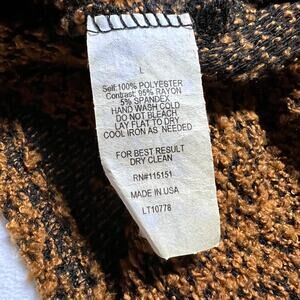 L
Self: 100% POLYESTER
Contrast: 95% RAYON
5% SPANDEX
HAND WASH COLD
DO NOT BLEACH
LAY FLAT TO DRY
COOL IRON AS NEEDED
FOR BEST RESULT
DRY CLEAN
RN#115151
MADE IN USA
LT10778